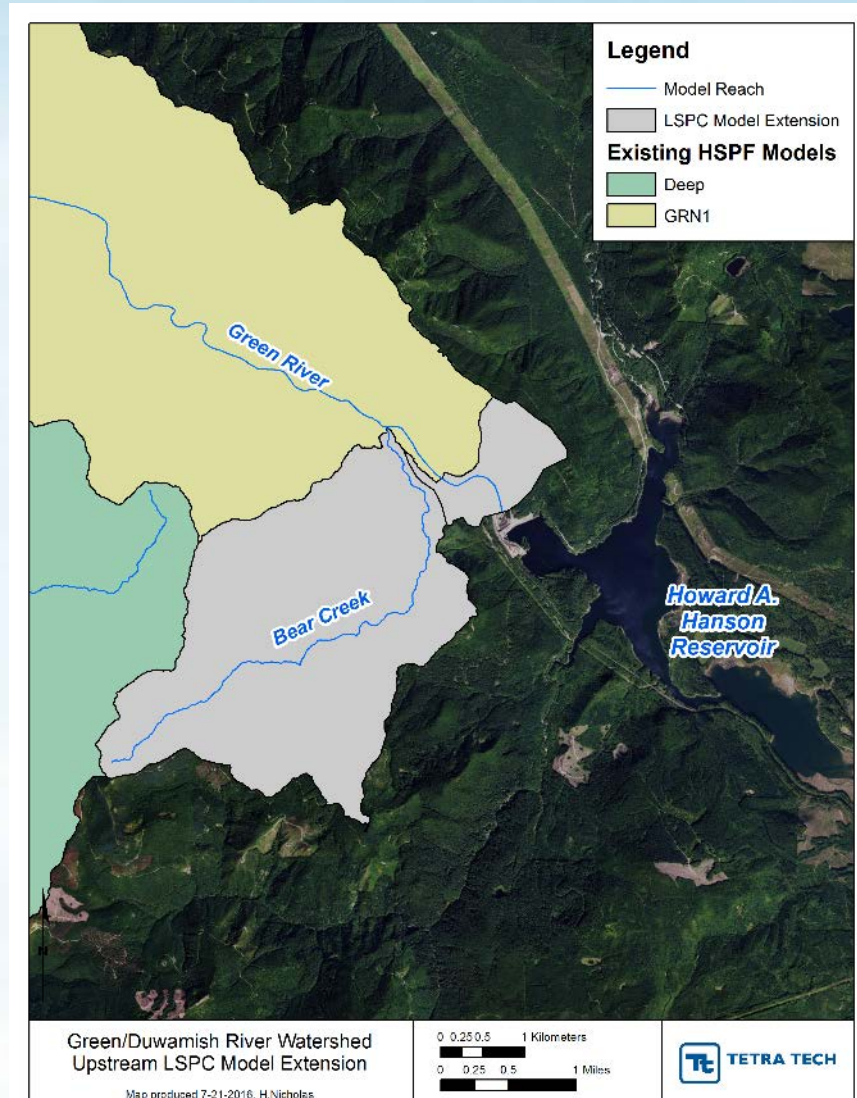 Legend
Model Reach
LSPC Model Extension
Existing HSPF Models
Deep
GRN1
Green River
Bear Creek
Howard A.
Hanson
Reservoir
N
Green/Duwamish River Watershed
Upstream LSPC Model Extension
Map produced 7-21-2016, H.Nicholas
0 0.25 0.5 1 Kilometers
0 0.25 0.5 1 Miles
Tt TETRA TECH